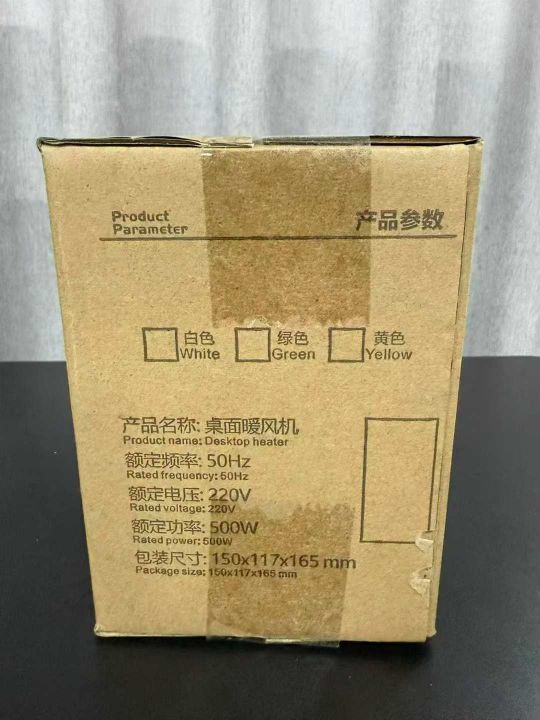 Product
Parameter
产品参数
白色
White
绿色
Green
黄色
Yellow
产品名称: 桌面暖风机
Product name: Desktop heater
额定频率: 50Hz
Rated frequency: 50Hz
额定电压: 220V
Rated voltage: 220V
额定功率: 500W
Rated power: 500W
包装尺寸: 150x117x165 mm
Package size: 150x117x165 mm